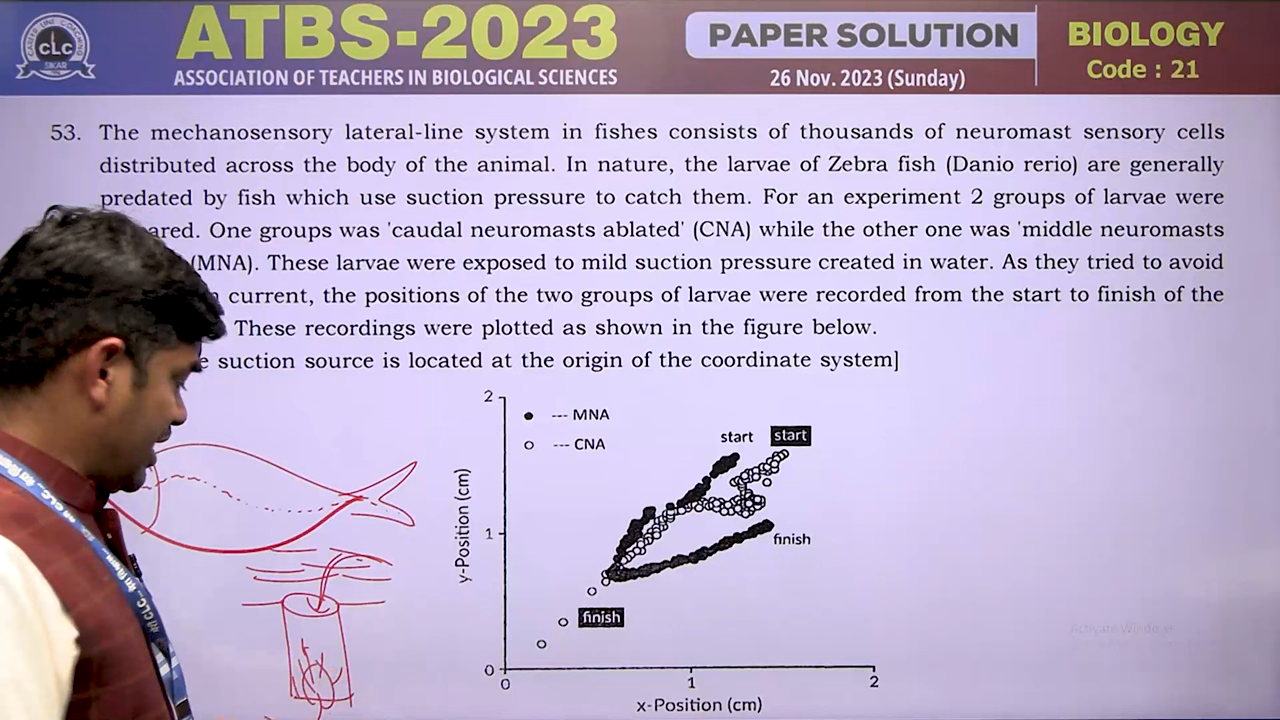 CLC
SIKAR
ATBS-2023
ASSOCIATION OF TEACHERS IN BIOLOGICAL SCIENCES
PAPER SOLUTION
26 Nov. 2023 (Sunday)
BIOLOGY
Code : 21
53. The mechanosensory lateral-line system in fishes consists of thousands of neuromast sensory cells
distributed across the body of the animal. In nature, the larvae of Zebra fish (Danio rerio) are generally
predated by fish which use suction pressure to catch them. For an experiment 2 groups of larvae were
ared. One groups was 'caudal neuromasts ablated' (CNA) while the other one was 'middle neuromasts
(MNA). These larvae were exposed to mild suction pressure created in water. As they tried to avoid
current, the positions of the two groups of larvae were recorded from the start to finish of the
These recordings were plotted as shown in the figure below.
e suction source is located at the origin of the coordinate system]
2
--- MNA
--- CNA
start
start
1
finish
finish
0
0
1
2
y-Position (cm)
x-Position (cm)
Activate Windows